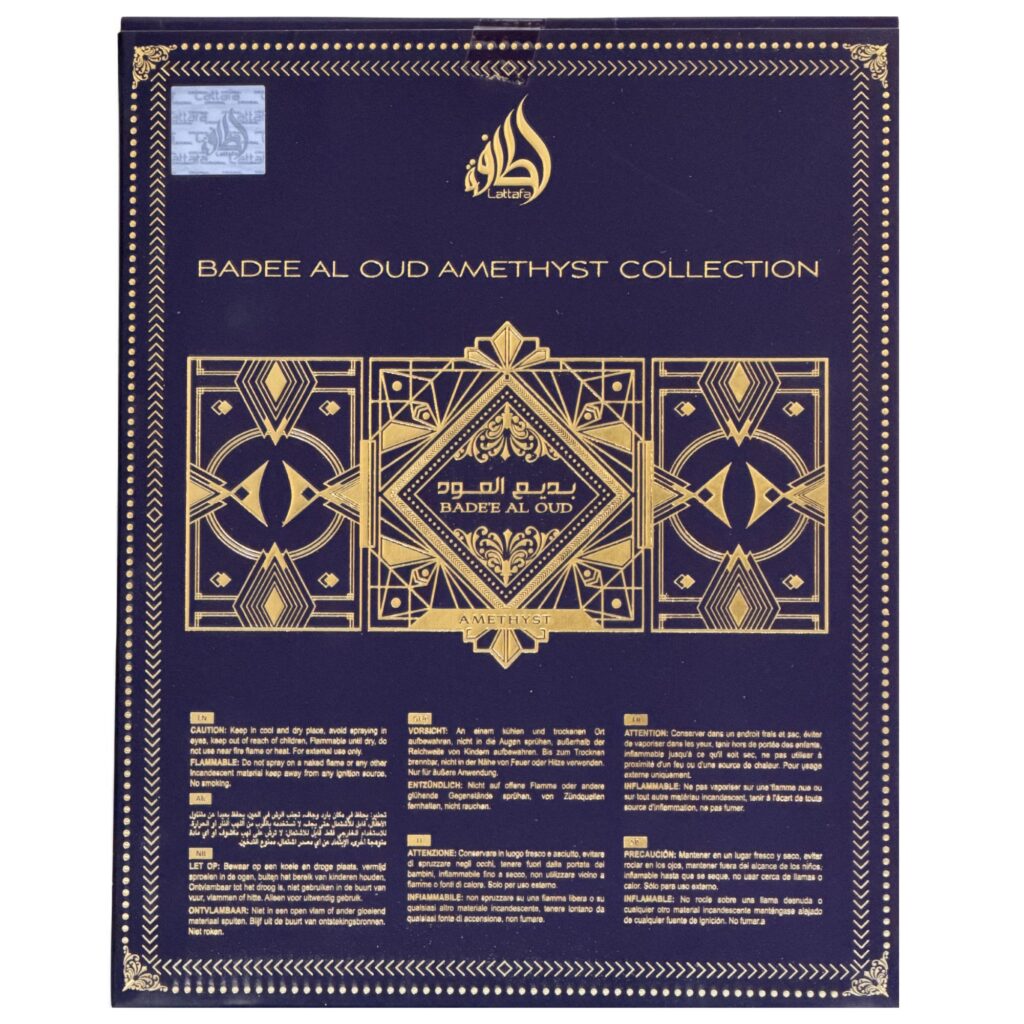 لطافة
Lattafa
BADEE AL OUD AMETHYST COLLECTION
بديع العود
BADE'E AL OUD
AMETHYST
EN
CAUTION: Keep in cool and dry place, avoid spraying in
eyes, keep out of reach of children. Flammable until dry, do
not use near fire flame or heat. For external use only.
FLAMMABLE: Do not spray on a naked flame or any other
incandescent material keep away from any ignition source.
No smoking.
LET OP: Bewaar op een koele en droge plaats, vermijd
sproeien in de ogen, buiten het bereik van kinderen houden.
Ontvlambaar tot het droog is, niet gebruiken in de buurt van
vuur, vlammen of hitte. Alleen voor uitwendig gebruik.
ONTVLAMBAAR: Niet in een open vlam of ander gloeiend
materiaal spuiten. Blijf uit de buurt van ontstekingsbronnen.
Niet roken.
VORSICHT: An einem kühlen und trockenen Ort
aufbewahren, nicht in die Augen sprühen, außerhalb der
Reichweite von Kindern aufbewahren. Bis zum Trocknen
brennbar, nicht in der Nähe von Feuer oder Hitze verwenden.
Nur für äußere Anwendung.
ENTZÜNDLICH: Nicht auf offene Flamme oder andere
glühende Gegenstände sprühen, von Zündquellen
fernhalten, nicht rauchen.
IT
ATTENZIONE: Conservare in luogo fresco e asciutto, evitare
di spruzzare negli occhi, tenere fuori dalla portata dei
bambini, infiammabile fino a secco, non utilizzare vicino a
fiamme o fonti di calore. Solo per uso esterno.
INFIAMMABILE: non spruzzare su una fiamma libera o su
qualsiasi altro materiale incandescente, tenere lontano da
qualsiasi fonte di accensione, non fumare.
FR
ATTENTION: Conserver dans un endroit frais et sac, éviter
de vaporiser dans les yeux, tenir hors de portée des enfants,
inflammable jusqu'à ce qu'il soit sec, ne pas utiliser à
proximité d'un feu ou d'une source de chaleur. Pour usage
externe uniquement.
INFLAMMABLE: Ne pas vaporiser sur une flamme nue ou
sur tout autre matériau incandescent, tenir à l'écart de toute
source d'inflammation, ne pas fumer.
PRECAUCIÓN: Mantener en un lugar fresco y seco, evitar
rociar en los ojos, mantener fuera del alcance de los niños,
inflamable hasta que se seque, no usar cerca de llamas o
calor. Sólo para uso externo.
INFLAMABLE: No rocíe sobre una llama desnuda o
cualquier otro material incandescente manténgase alejado
de cualquier fuente de ignición. No fumar.a